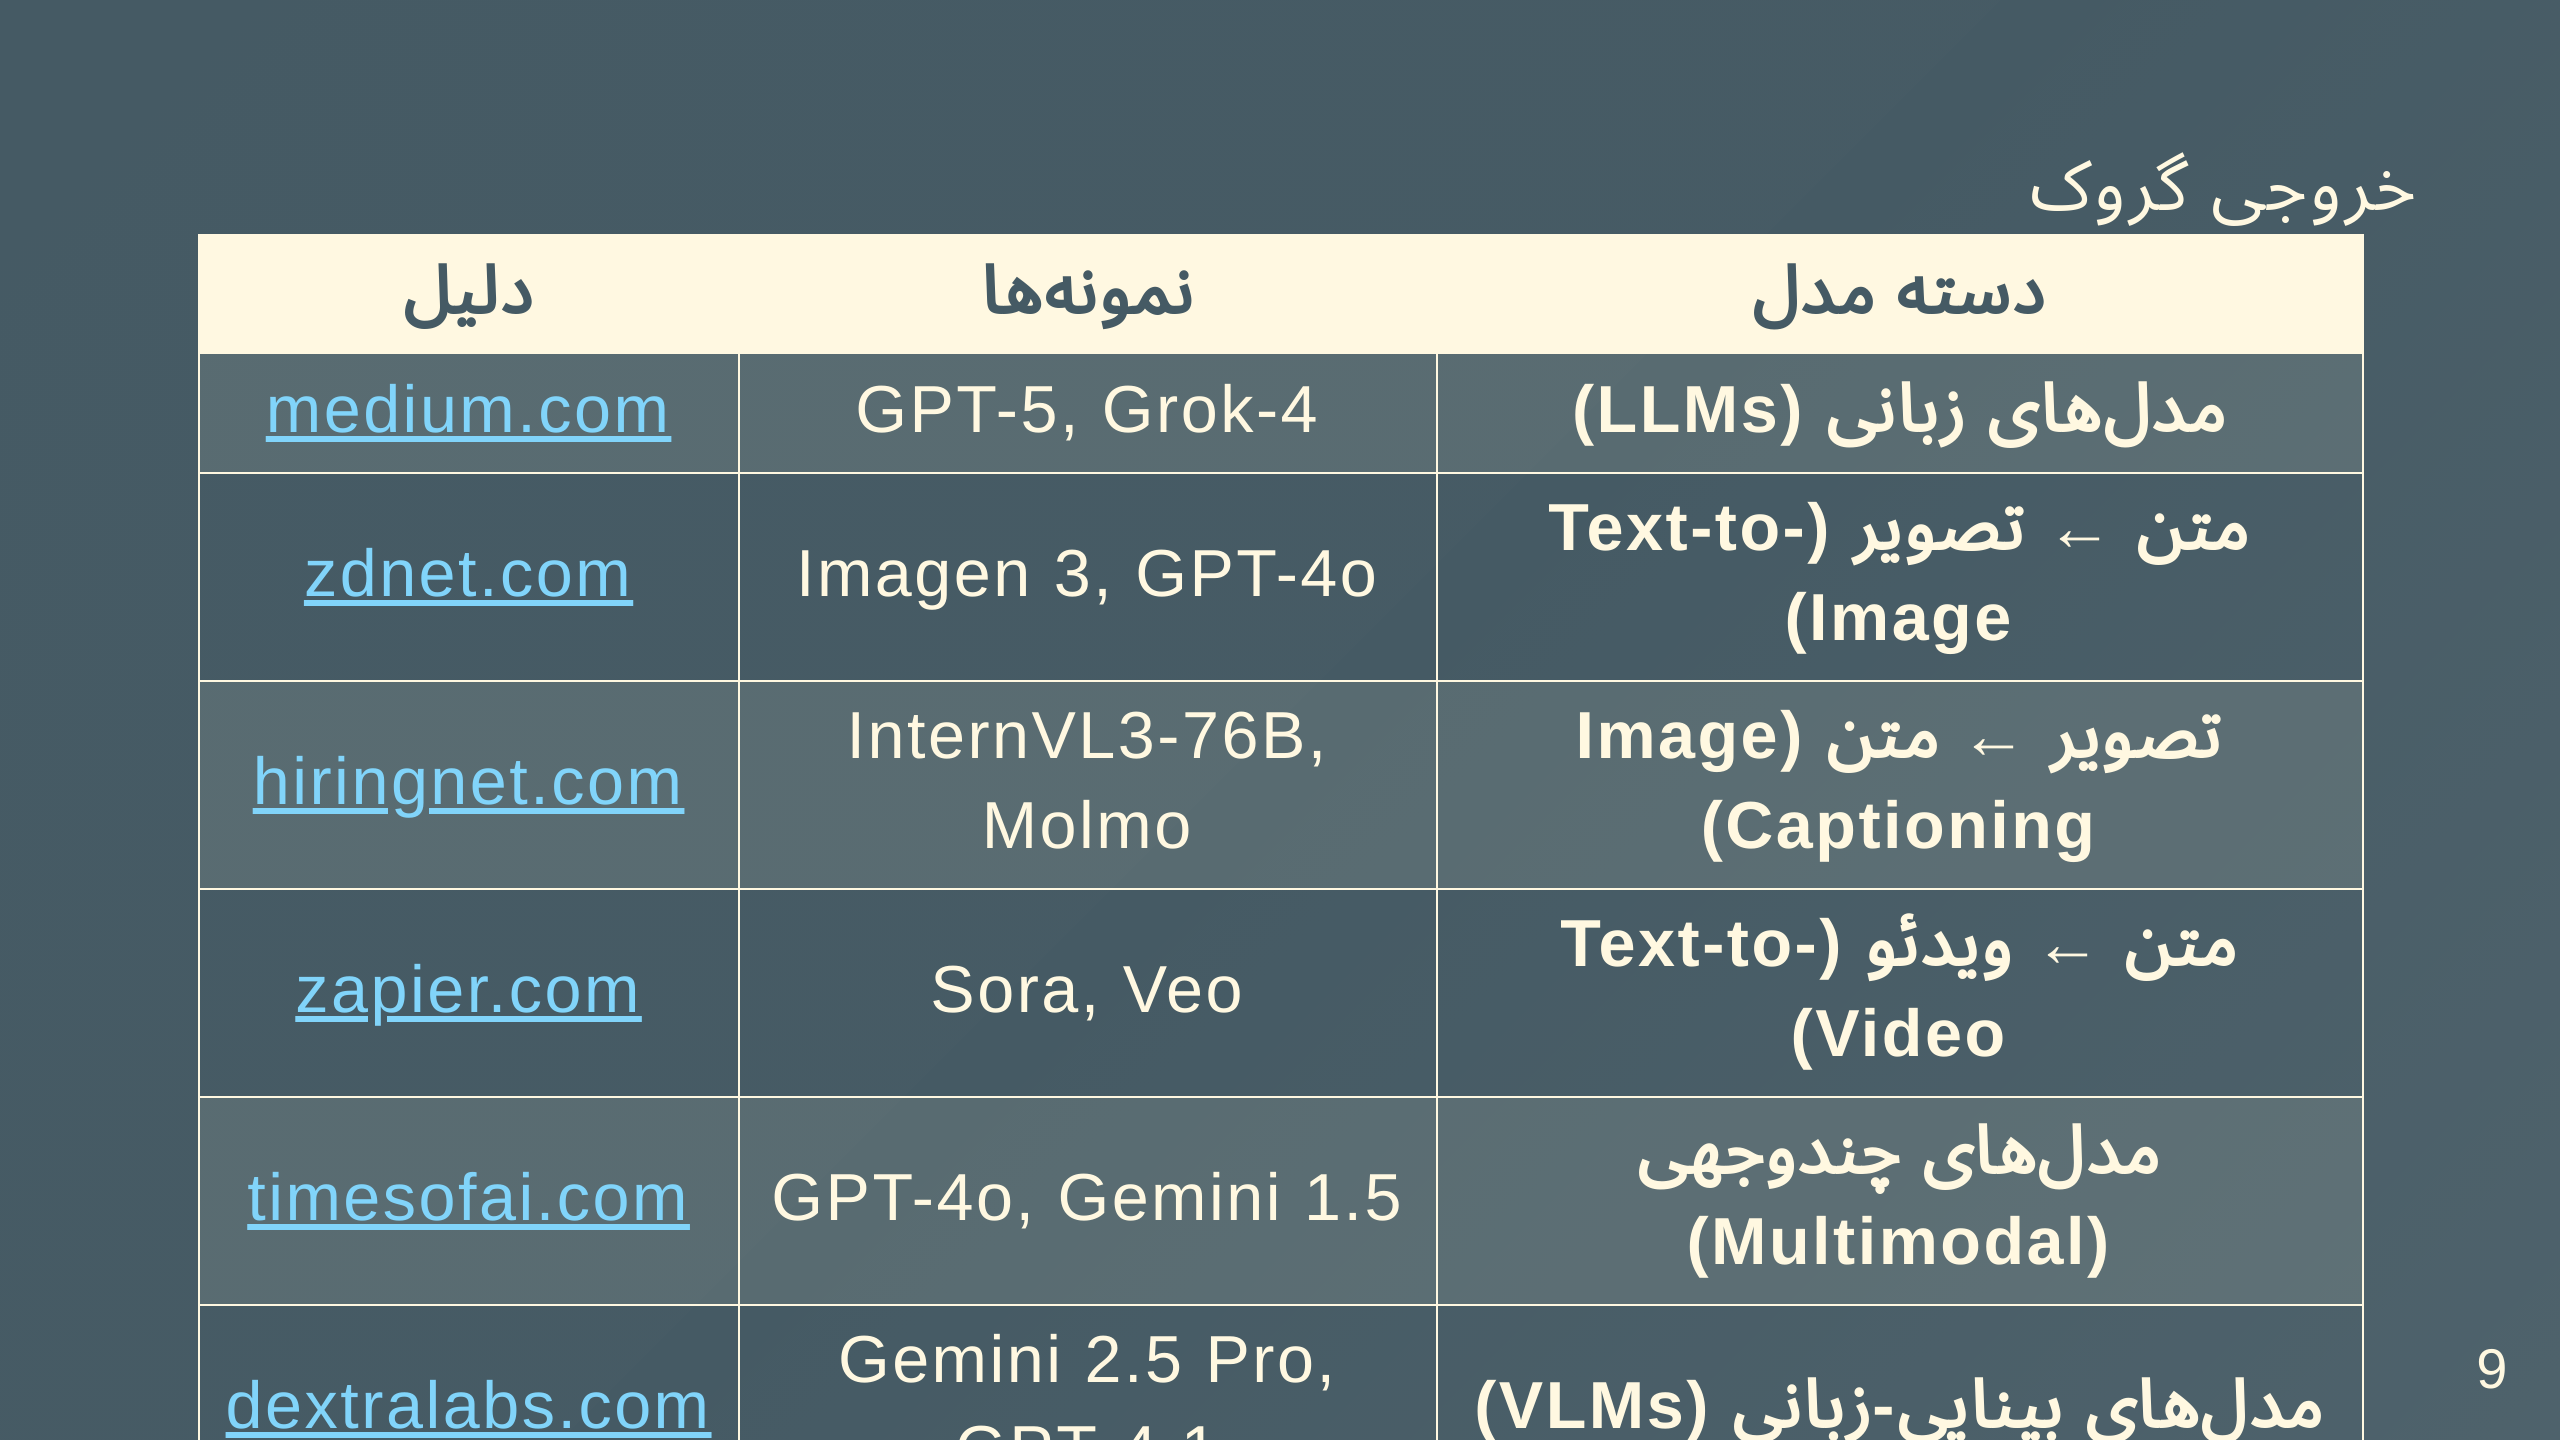 خروجی گروک
دسته مدل
نمونه‌ها
دلیل
مدل‌های زبانی (LLMs)
GPT-5, Grok-4
medium.com
متن ← تصویر (Text-to-
Image)
Imagen 3, GPT-4o
zdnet.com
تصویر ← متن (Image
Captioning)
InternVL3-76B,
Molmo
hiringnet.com
متن ← ویدئو (Text-to-
Video)
Sora, Veo
zapier.com
مدل‌های چندوجهی
(Multimodal)
GPT-4o, Gemini 1.5
timesofai.com
مدل‌های بینایی-زبانی (VLMs)
Gemini 2.5 Pro,
GPT-4.1
dextralabs.com
9